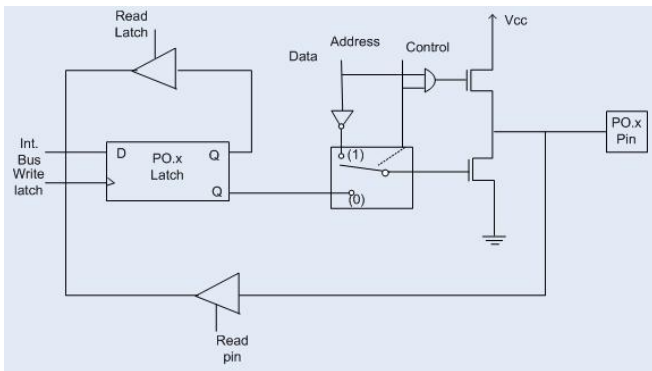 Read
Latch
Data
Address
Control
Vcc
Int.
Bus
Write
latch
D
PO.x
Latch
Q
Q
(1)
(0)
PO.x
Pin
Read
pin